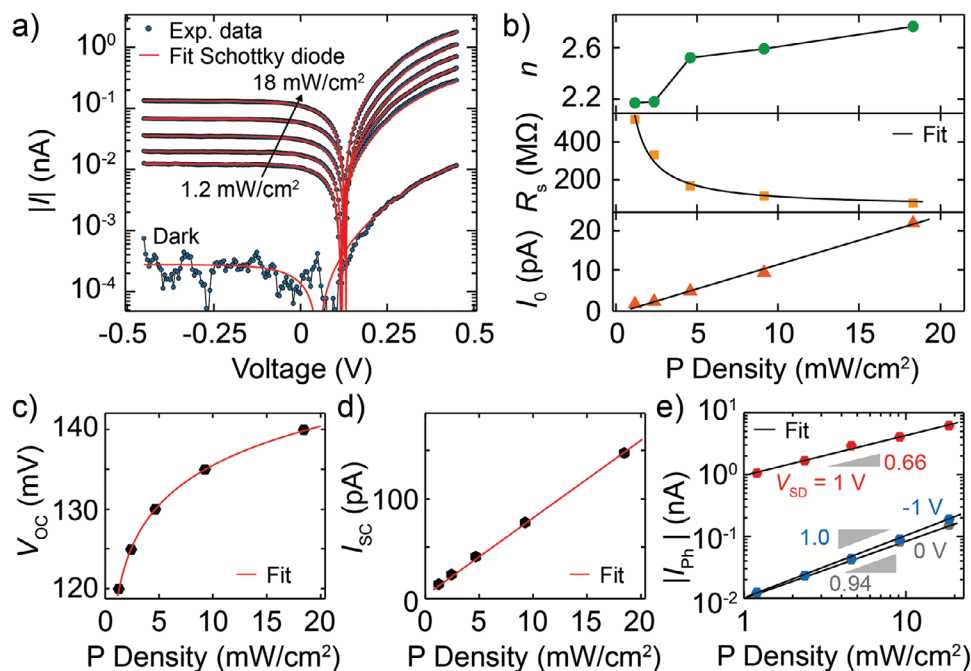 a)
Exp. data
Fit Schottky diode
18 mW/cm²
1.2 mW/cm²
Dark
|I| (nA)
10⁰
10⁻¹
10⁻²
10⁻³
10⁻⁴
-0.5 -0.25 0 0.25 0.5
Voltage (V)
b)
n
2.6
2.2
Rₛ (MΩ)
400
200
Fit
I₀ (pA)
20
10
0
0 5 10 15 20
P Density (mW/cm²)
c)
V_OC (mV)
140
130
120
Fit
0 5 10 15 20
P Density (mW/cm²)
d)
I_SC (pA)
100
0
Fit
0 5 10 15 20
P Density (mW/cm²)
e)
|I_Ph| (nA)
10¹
10⁰
10⁻¹
10⁻²
Fit
0.66
V_SD = 1 V
-1 V
1.0
0 V
0.94
1 10
P Density (mW/cm²)